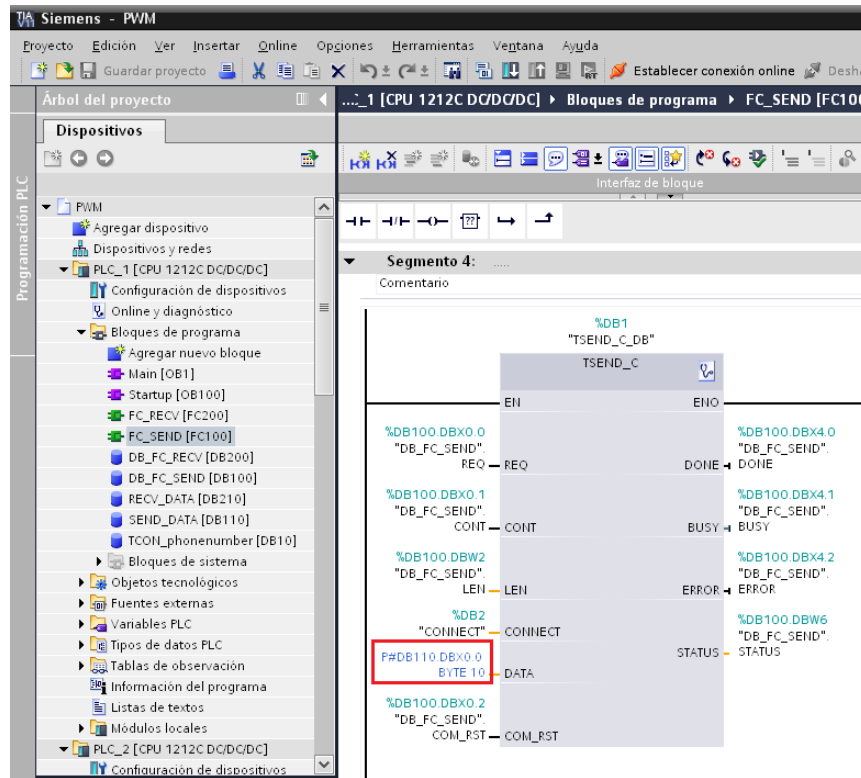 Siemens - PWM
Proyecto Edición Ver Insertar Online Opciones Herramientas Ventana Ayuda
Guardar proyecto Establecer conexión online Desh
Árbol del proyecto
Dispositivos
Programación PLC
PWM
Agregar dispositivo
Dispositivos y redes
PLC_1 [CPU 1212C DC/DC/DC]
Configuración de dispositivos
Online y diagnóstico
Bloques de programa
Agregar nuevo bloque
Main [OB1]
Startup [OB100]
FC_RECV [FC200]
FC_SEND [FC100]
DB_FC_RECV [DB200]
DB_FC_SEND [DB100]
RECV_DATA [DB210]
SEND_DATA [DB110]
TCON_phonenumber [DB10]
Bloques de sistema
Objetos tecnológicos
Fuentes externas
Variables PLC
Tipos de datos PLC
Tablas de observación
Información del programa
Listas de textos
Módulos locales
PLC_2 [CPU 1212C DC/DC/DC]
Configuración de dispositivos
..._1 [CPU 1212C DC/DC/DC] Bloques de programa FC_SEND [FC100
Interfaz de bloque
??
Segmento 4: .....
Comentario
%DB1
"TSEND_C_DB"
TSEND_C
EN ENO
%DB100.DBX0.0
"DB_FC_SEND".
REQ REQ
%DB100.DBX0.1
"DB_FC_SEND".
CONT CONT
%DB100.DBW2
"DB_FC_SEND".
LEN LEN
%DB2
"CONNECT" CONNECT
P#DB110.DBX0.0
BYTE 10 DATA
%DB100.DBX0.2
"DB_FC_SEND".
COM_RST COM_RST
%DB100.DBX4.0
"DB_FC_SEND".
DONE DONE
%DB100.DBX4.1
"DB_FC_SEND".
BUSY BUSY
%DB100.DBX4.2
"DB_FC_SEND".
ERROR ERROR
%DB100.DBW6
"DB_FC_SEND".
STATUS STATUS